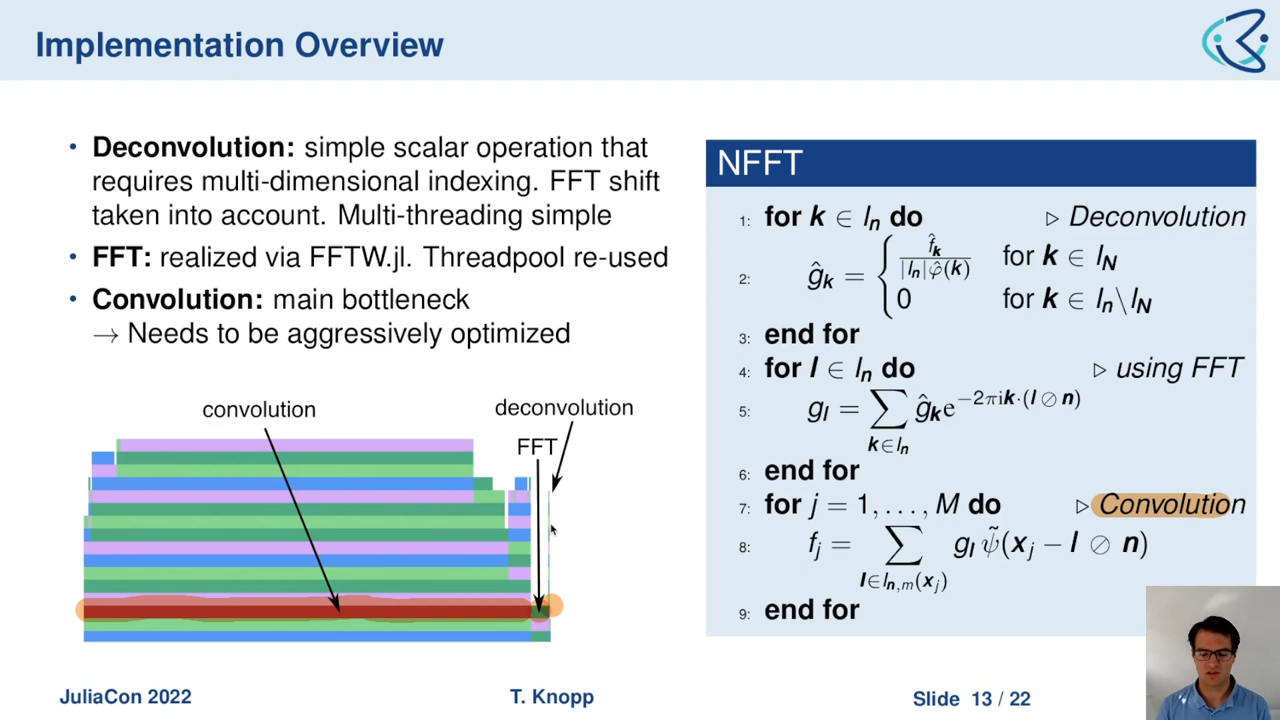 Implementation Overview
• Deconvolution: simple scalar operation that
requires multi-dimensional indexing. FFT shift
taken into account. Multi-threading simple
• FFT: realized via FFTW.jl. Threadpool re-used
• Convolution: main bottleneck
→ Needs to be aggressively optimized
convolution
deconvolution
FFT
NFFT
1: for k ∈ I_n do ▷ Deconvolution
2: ĝ_k = { f̂_k / (|I_n| φ̂(k)) for k ∈ I_N
0 for k ∈ I_n\I_N
3: end for
4: for l ∈ I_n do ▷ using FFT
5: g_l = ∑_{k∈I_n} ĝ_k e^{−2πik·(l⊘n)}
6: end for
7: for j = 1, . . . , M do ▷ Convolution
8: f_j = ∑_{l∈I_{n,m}(x_j)} g_l ψ̃(x_j − l ⊘ n)
9: end for
JuliaCon 2022
T. Knopp
Slide 13 / 22